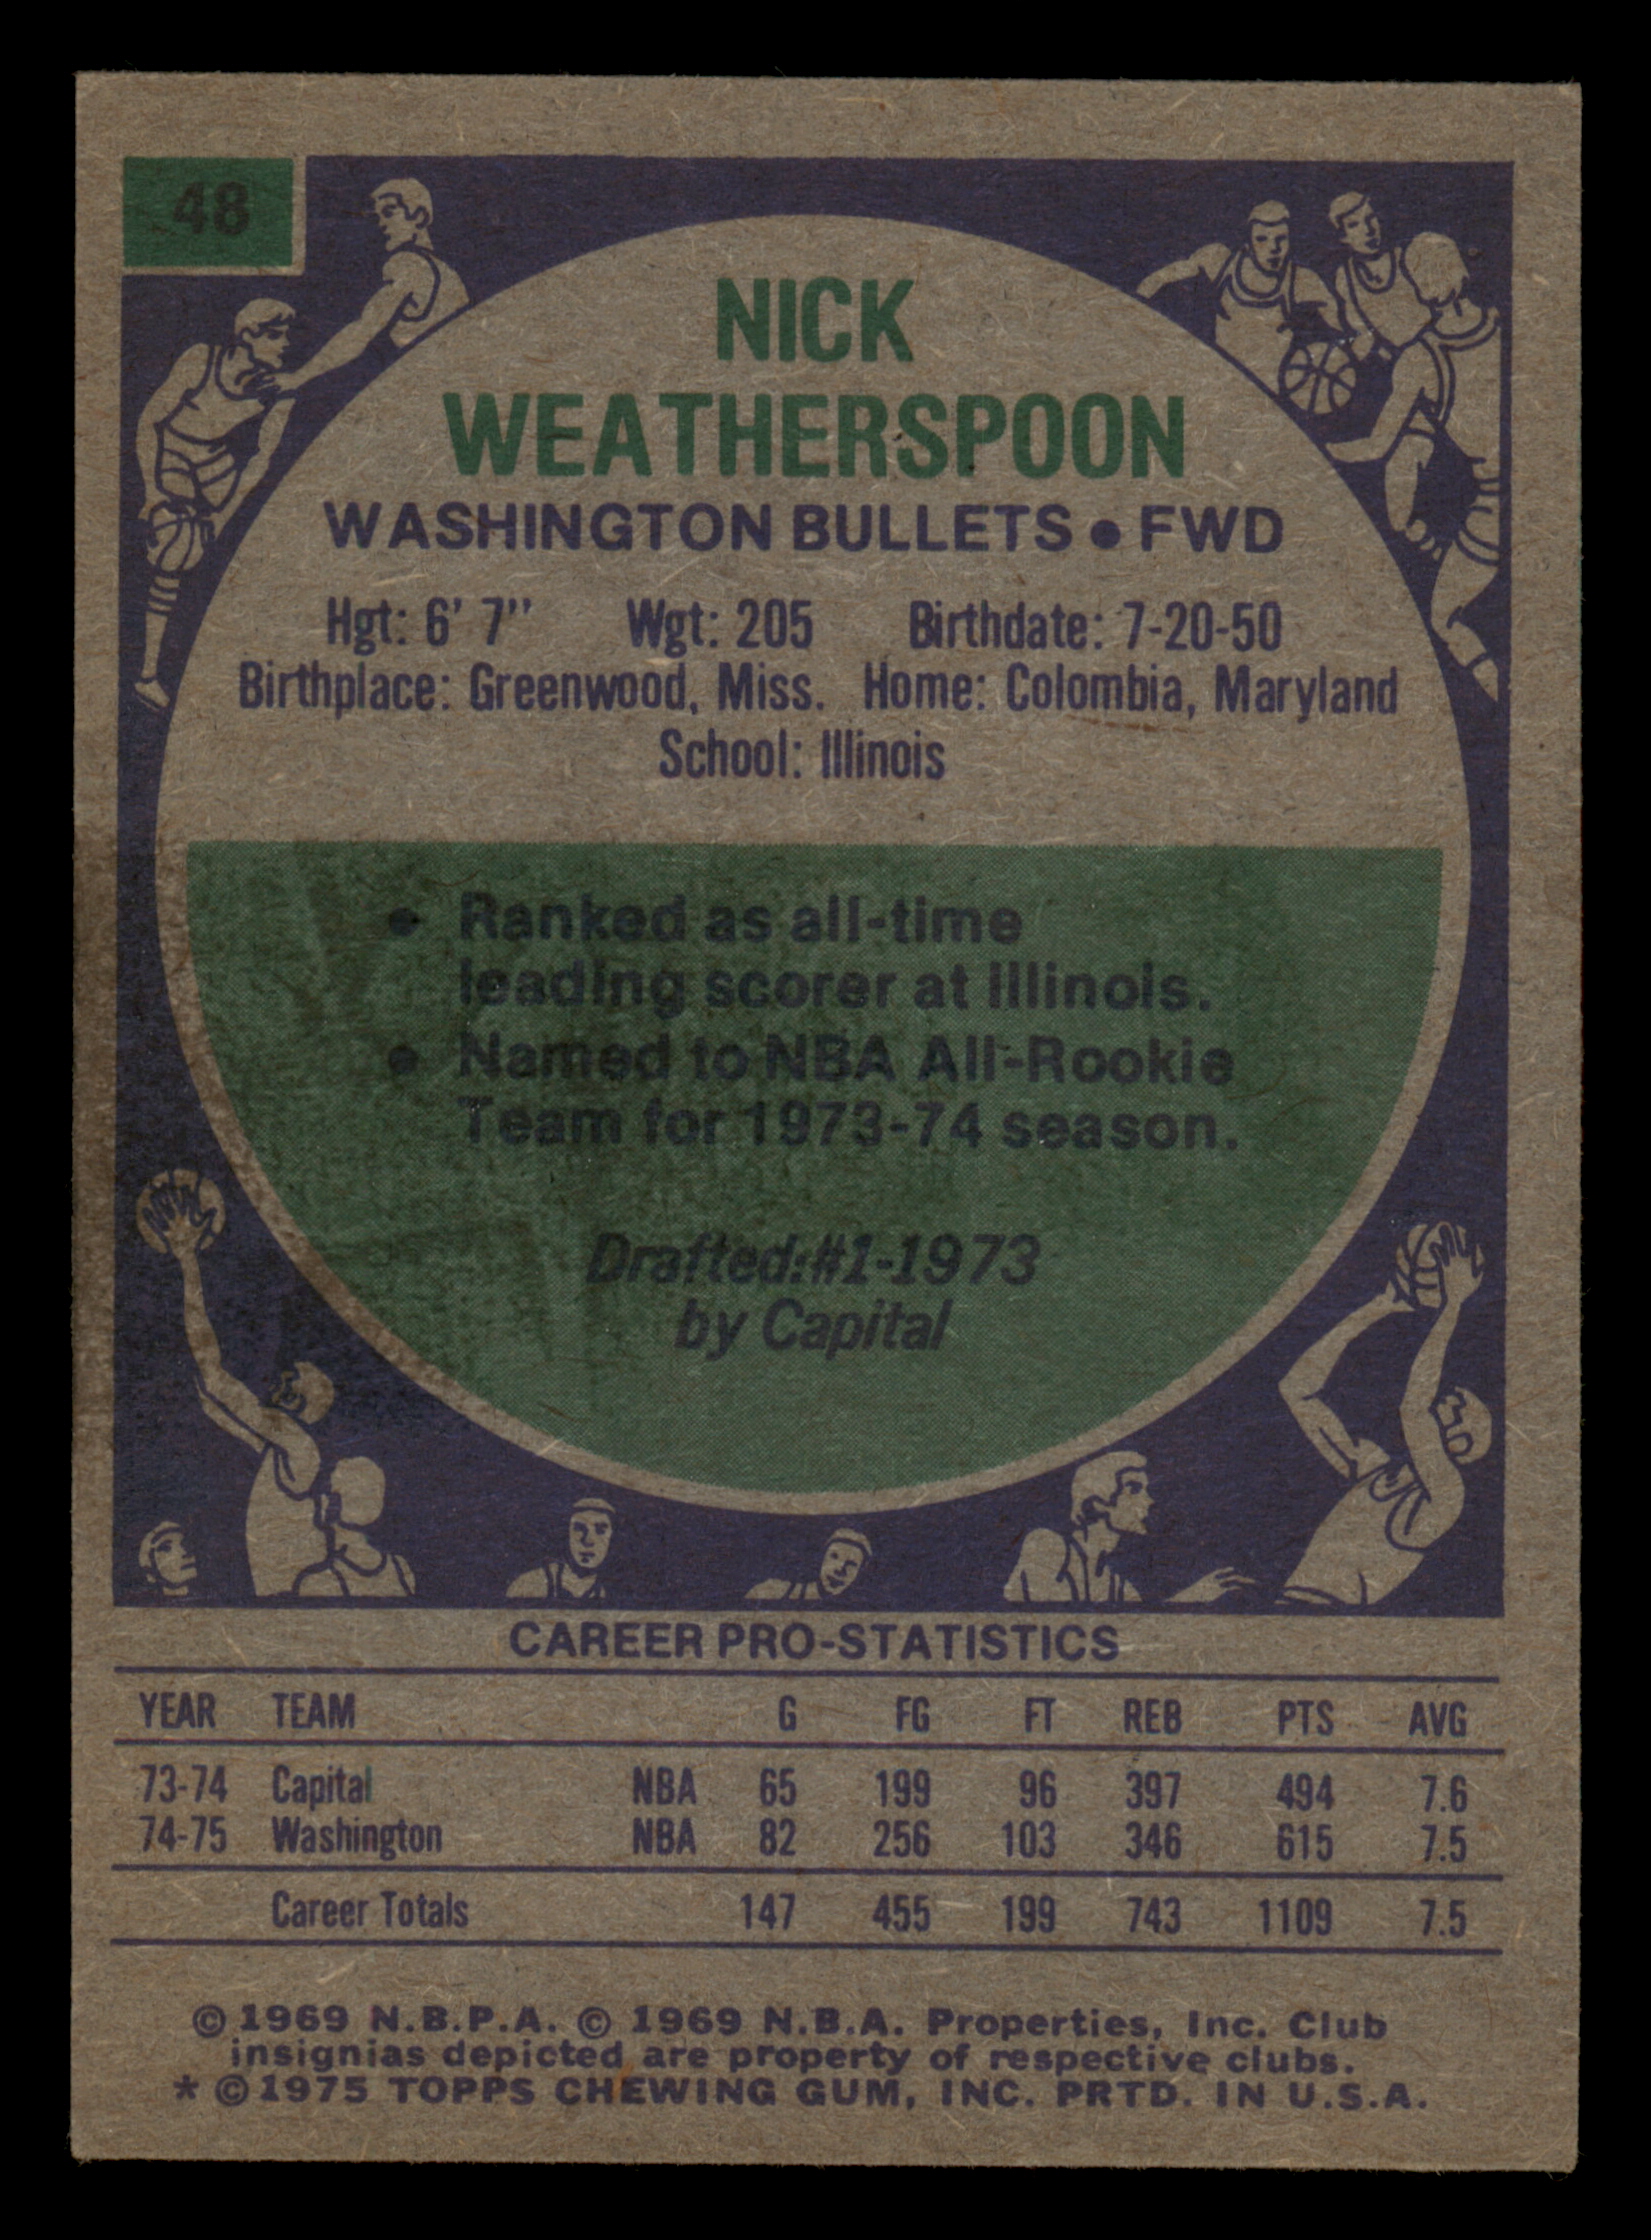 48
NICK
WEATHERSPOON
WASHINGTON BULLETS • FWD
Hgt: 6' 7" Wgt: 205 Birthdate: 7-20-50
Birthplace: Greenwood, Miss. Home: Colombia, Maryland
School: Illinois
• Ranked as all-time
leading scorer at Illinois.
• Named to NBA All-Rookie
Team for 1973-74 season.
Drafted:#1-1973
by Capital
CAREER PRO-STATISTICS
YEAR TEAM G FG FT REB PTS AVG
73-74 Capital NBA 65 199 96 397 494 7.6
74-75 Washington NBA 82 256 103 346 615 7.5
Career Totals 147 455 199 743 1109 7.5
© 1969 N.B.P.A. © 1969 N.B.A. Properties, Inc. Club
insignias depicted are property of respective clubs.
* © 1975 TOPPS CHEWING GUM, INC. PRTD. IN U.S.A.